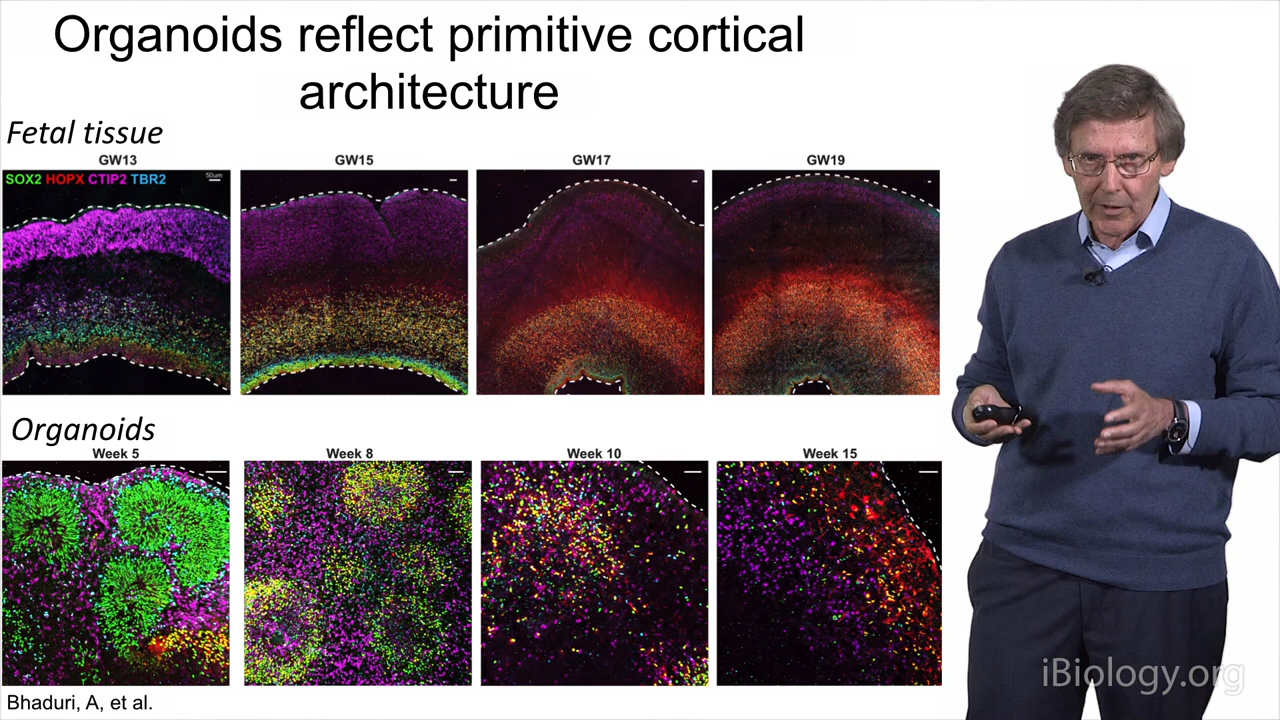 Organoids reflect primitive cortical
architecture
Fetal tissue
GW13
GW15
GW17
GW19
SOX2 HOPX CTIP2 TBR2
50um
Organoids
Week 5
Week 8
Week 10
Week 15
Bhaduri, A, et al.
iBiology.org